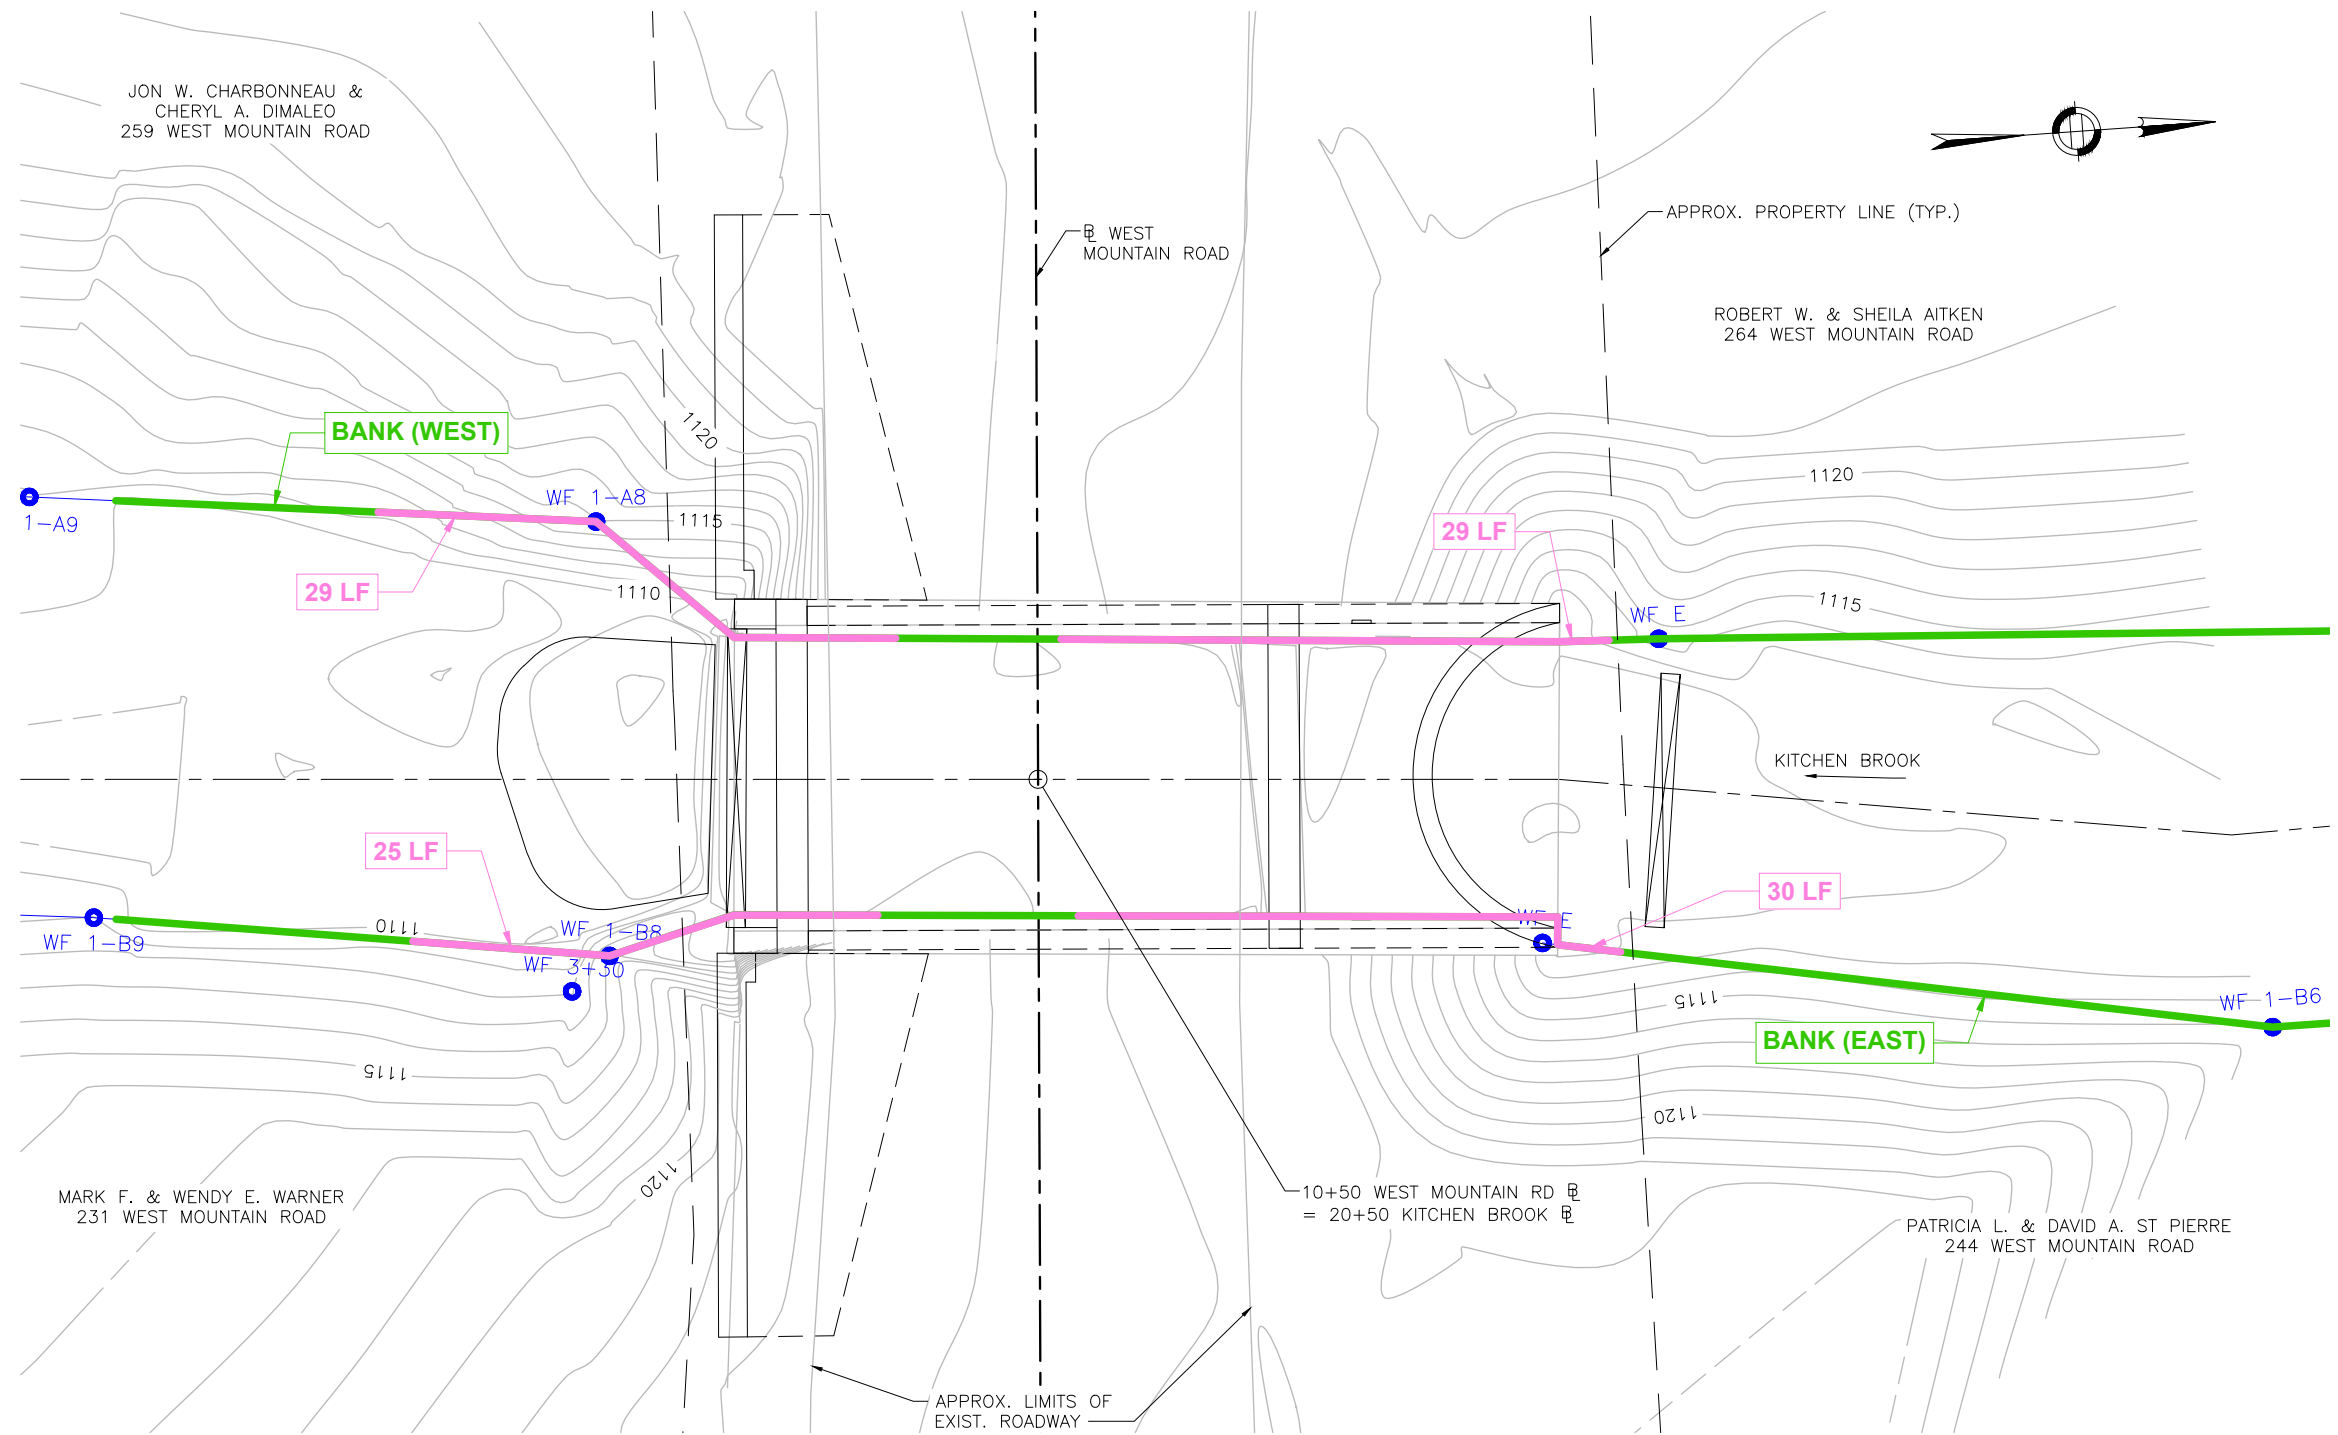 JON W. CHARBONNEAU &
CHERYL A. DIMALEO
259 WEST MOUNTAIN ROAD
APPROX. PROPERTY LINE (TYP.)
BL WEST
MOUNTAIN ROAD
ROBERT W. & SHEILA AITKEN
264 WEST MOUNTAIN ROAD
BANK (WEST)
1120
1120
WF 1-A8
1-A9
1115
29 LF
29 LF
1110
1115
WF E
KITCHEN BROOK
25 LF
30 LF
1110
WF 1-B8
WF E
WF 1-B9
WF 3+30
1115
WF 1-B6
BANK (EAST)
1115
1120
1120
10+50 WEST MOUNTAIN RD BL
= 20+50 KITCHEN BROOK BL
MARK F. & WENDY E. WARNER
231 WEST MOUNTAIN ROAD
PATRICIA L. & DAVID A. ST PIERRE
244 WEST MOUNTAIN ROAD
APPROX. LIMITS OF
EXIST. ROADWAY